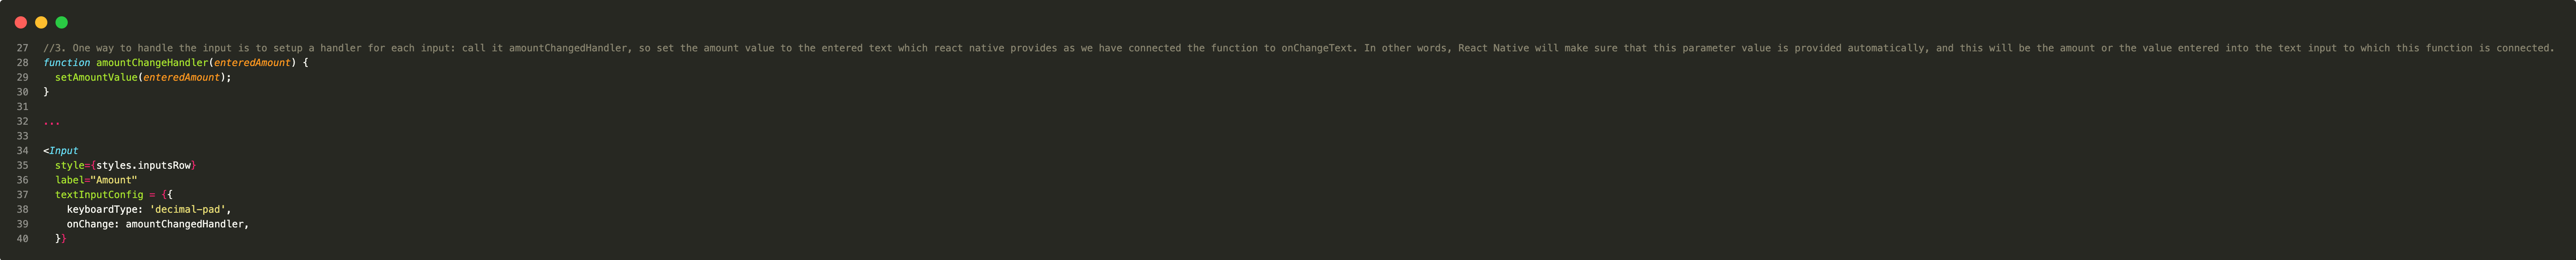 27 //3. One way to handle the input is to setup a handler for each input: call it amountChangedHandler, so set the amount value to the entered text which react native provides as we have connected the function to onChangeText. In other words, React Native will make sure that this parameter value is provided automatically, and this will be the amount or the value entered into the text input to which this function is connected.
28 function amountChangeHandler(enteredAmount) {
29   setAmountValue(enteredAmount);
30 }
31
32 ...
33
34 <Input
35   style={styles.inputsRow}
36   label="Amount"
37   textInputConfig = {{
38     keyboardType: 'decimal-pad',
39     onChange: amountChangedHandler,
40   }}